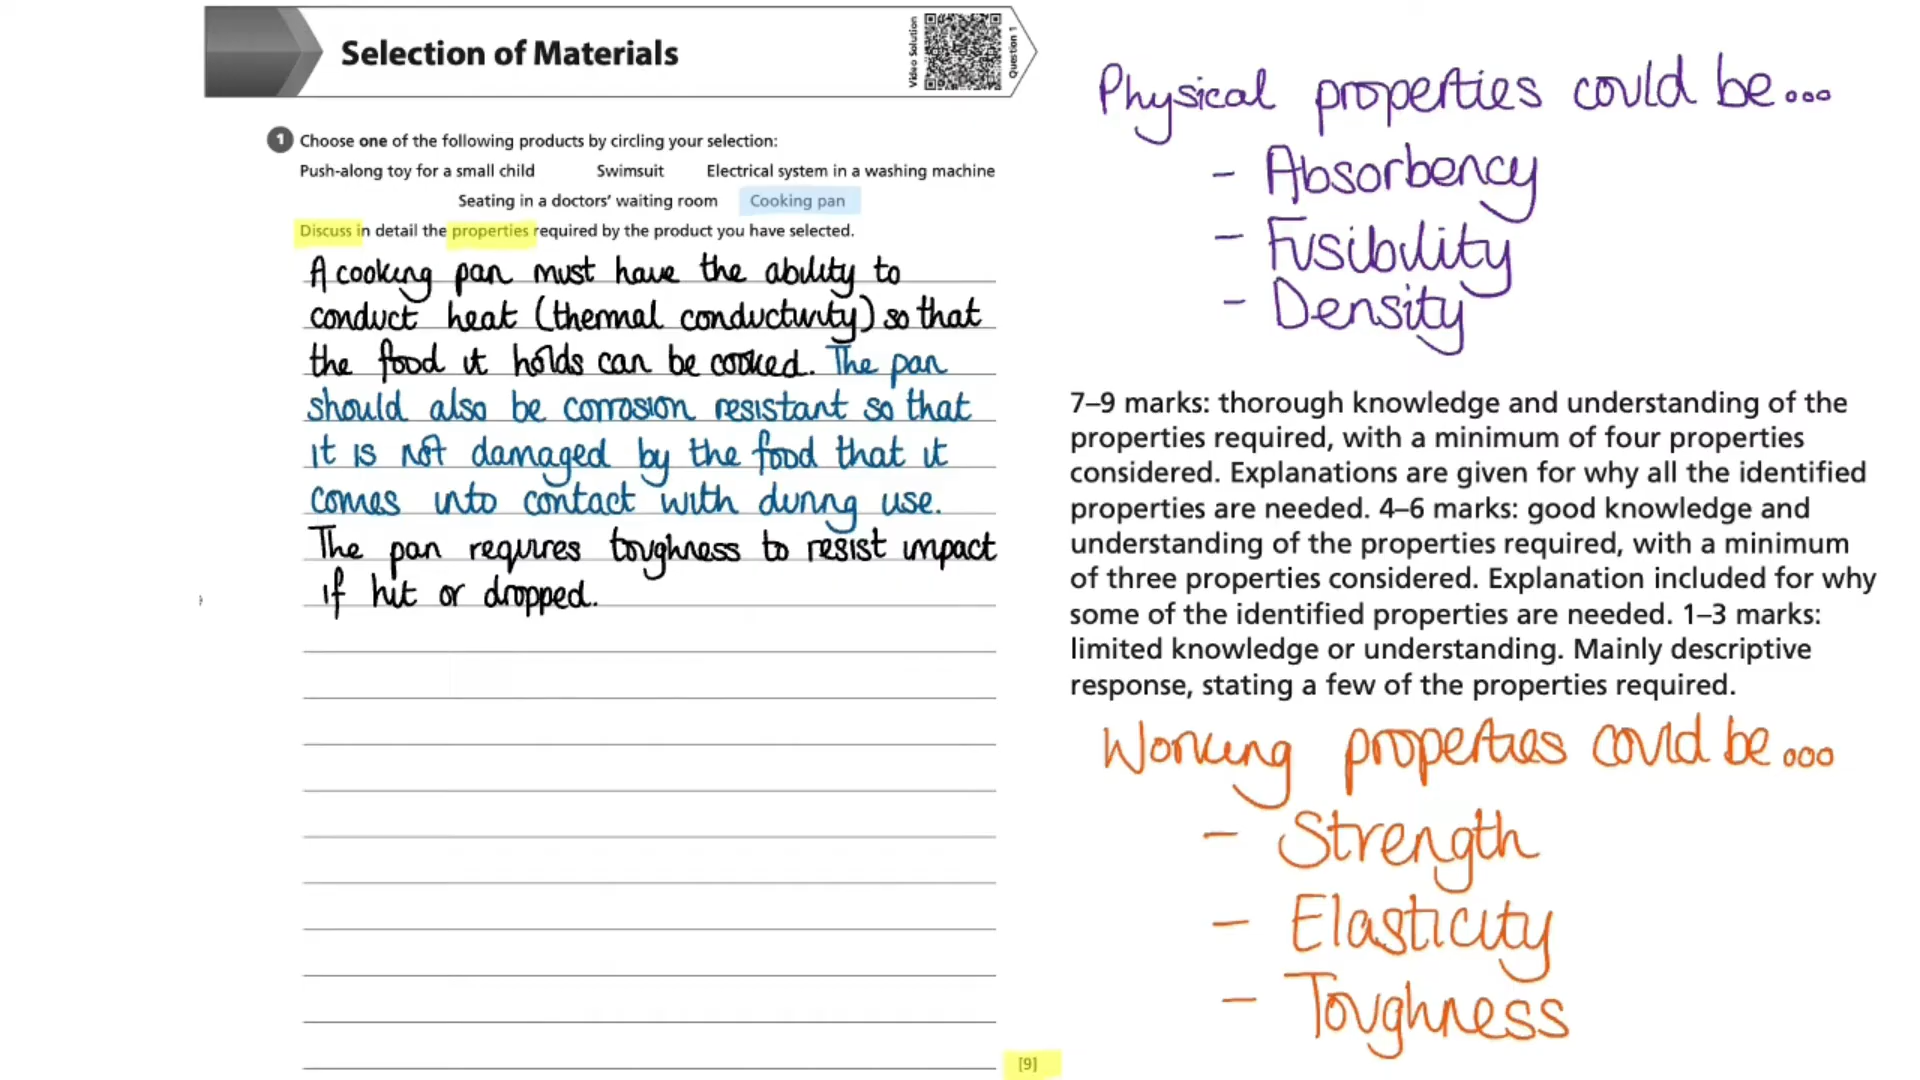 Selection of Materials
Video Solution
Question 1
1 Choose one of the following products by circling your selection:
Push-along toy for a small child Swimsuit Electrical system in a washing machine
Seating in a doctors' waiting room Cooking pan
Discuss in detail the properties required by the product you have selected.
A cooking pan must have the ability to
conduct heat (thermal conductivity) so that
the food it holds can be cooked. The pan
should also be corrosion resistant so that
it is not damaged by the food that it
comes into contact with during use.
The pan requires toughness to resist impact
if hit or dropped.
[9]
Physical properties could be...
- Absorbency
- Fusibility
- Density
7–9 marks: thorough knowledge and understanding of the
properties required, with a minimum of four properties
considered. Explanations are given for why all the identified
properties are needed. 4–6 marks: good knowledge and
understanding of the properties required, with a minimum
of three properties considered. Explanation included for why
some of the identified properties are needed. 1–3 marks:
limited knowledge or understanding. Mainly descriptive
response, stating a few of the properties required.
Working properties could be...
- Strength
- Elasticity
- Toughness